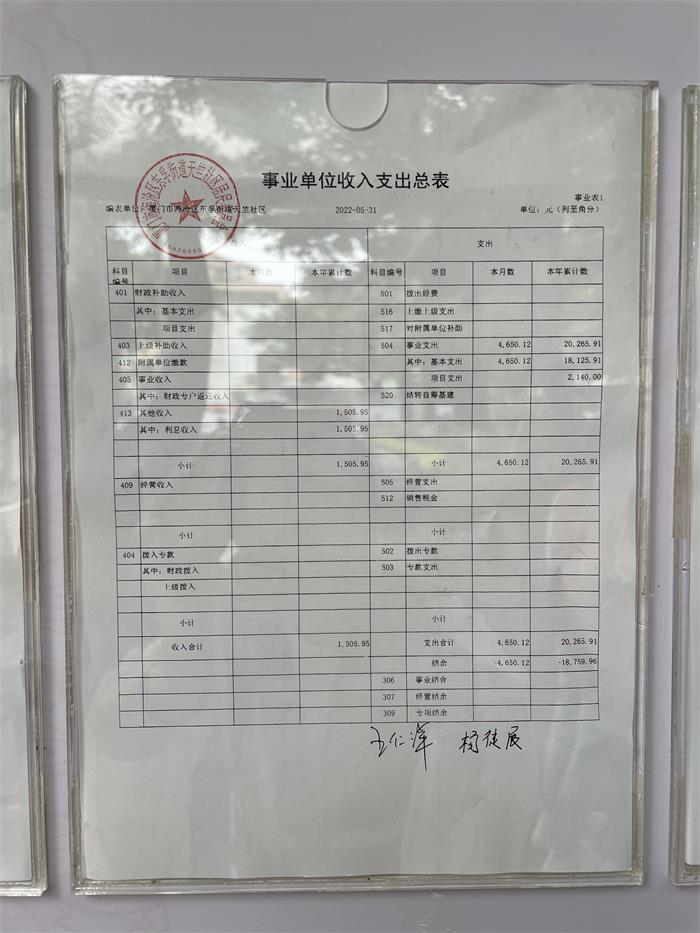 事业单位收入支出总表
事业表1
编表单位：厦门市海沧区东孚街道天竺社区 2022-05-31 单位：元（列至角分）
支出
科目编号 项目 本月数 本年累计数 科目编号 项目 本月数 本年累计数
401 财政补助收入 501 拨出经费
其中：基本支出 516 上缴上级支出
项目支出 517 对附属单位补助
403 上级补助收入 504 事业支出 4,650.12 20,265.91
412 附属单位缴款 其中：基本支出 4,650.12 18,125.91
405 事业收入 项目支出 2,140.00
其中：财政专户返还收入 520 结转自筹基建
413 其他收入 1,505.95
其中：利息收入 1,505.95
小计 1,505.95 小计 4,650.12 20,265.91
409 经营收入 505 经营支出
512 销售税金
小计 小计
404 拨入专款 502 拨出专款
其中：财政拨入 503 专款支出
上级拨入
小计 小计
收入合计 1,505.95 支出合计 4,650.12 20,265.91
结余 -4,650.12 -18,759.96
306 事业结余
307 经营结余
309 专项结余